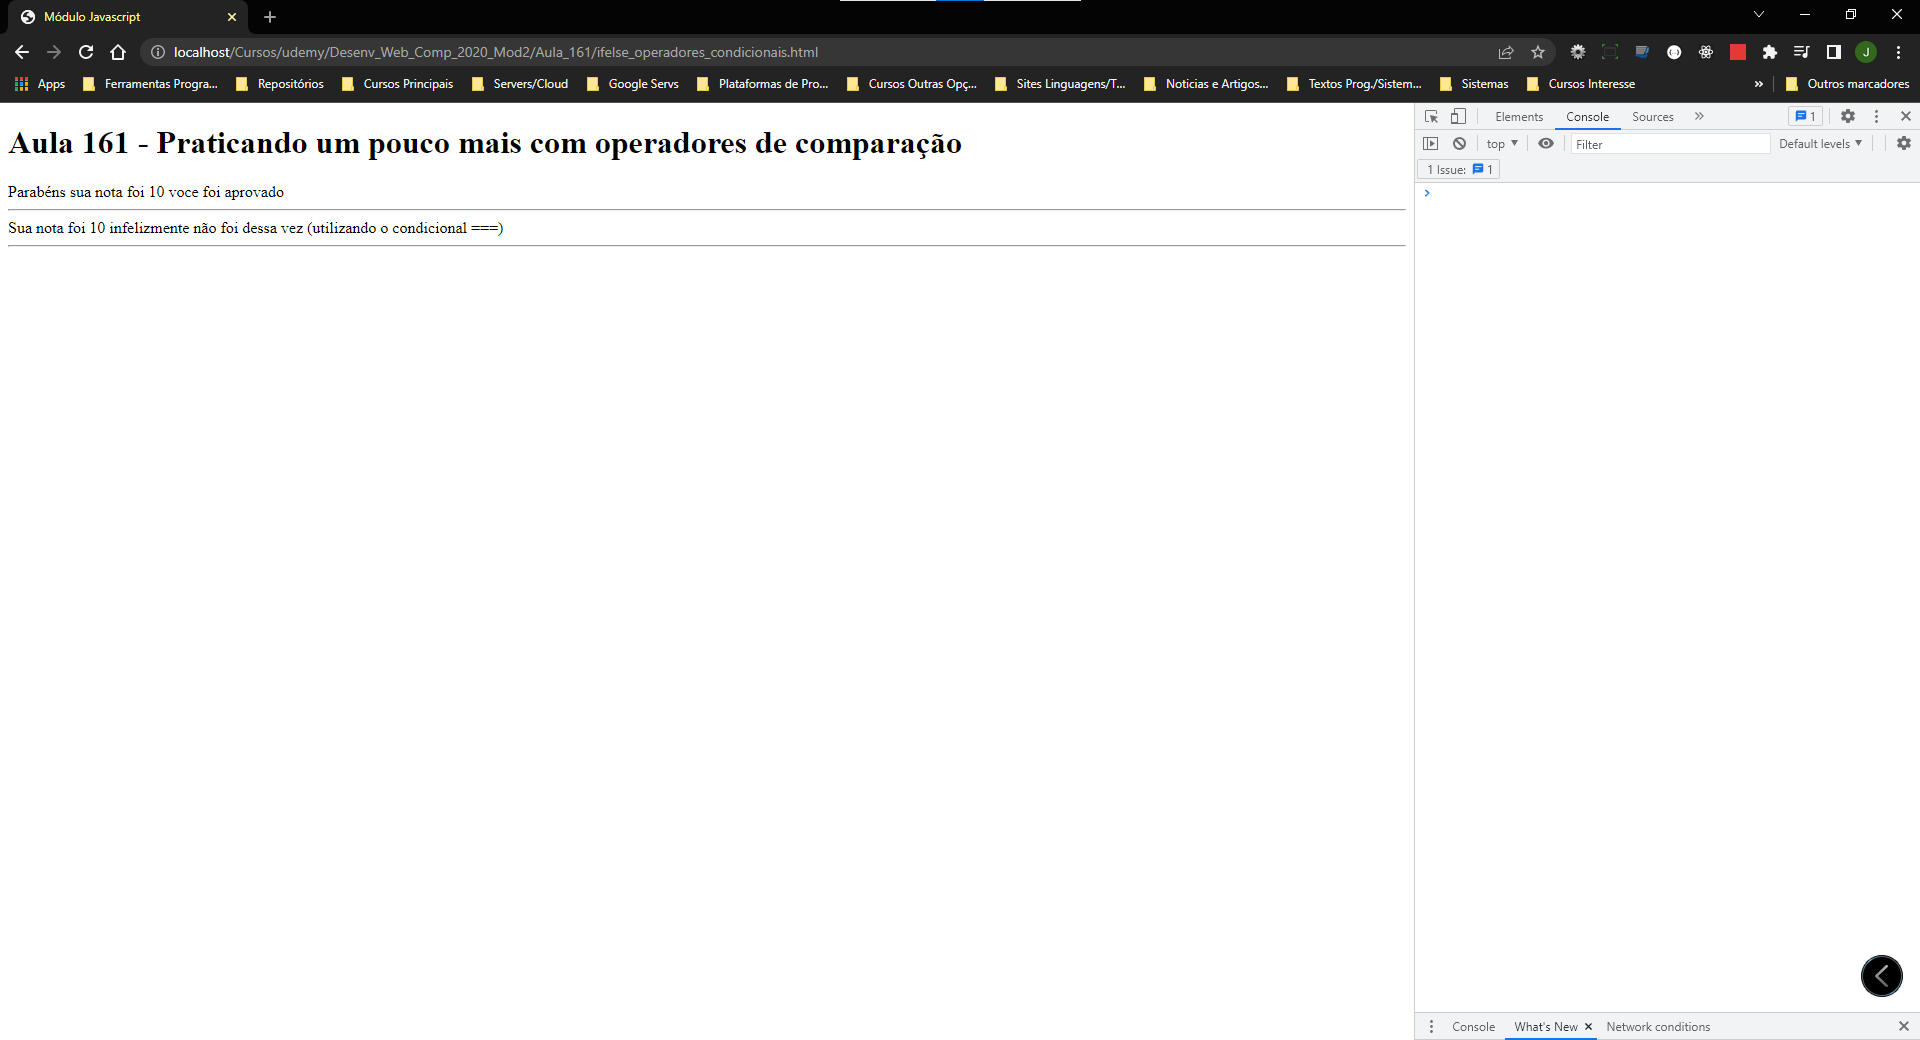 Módulo Javascript
localhost/Cursos/udemy/Desenv_Web_Comp_2020_Mod2/Aula_161/ifelse_operadores_condicionais.html
J
Apps Ferramentas Progra... Repositórios Cursos Principais Servers/Cloud Google Servs Plataformas de Pro... Cursos Outras Opç... Sites Linguagens/T... Noticias e Artigos... Textos Prog./Sistem... Sistemas Cursos Interesse » Outros marcadores
Aula 161 - Praticando um pouco mais com operadores de comparação
Parabéns sua nota foi 10 voce foi aprovado
Sua nota foi 10 infelizmente não foi dessa vez (utilizando o condicional ===)
Elements Console Sources » 1
top Filter Default levels
1 Issue: 1
Console What's New Network conditions